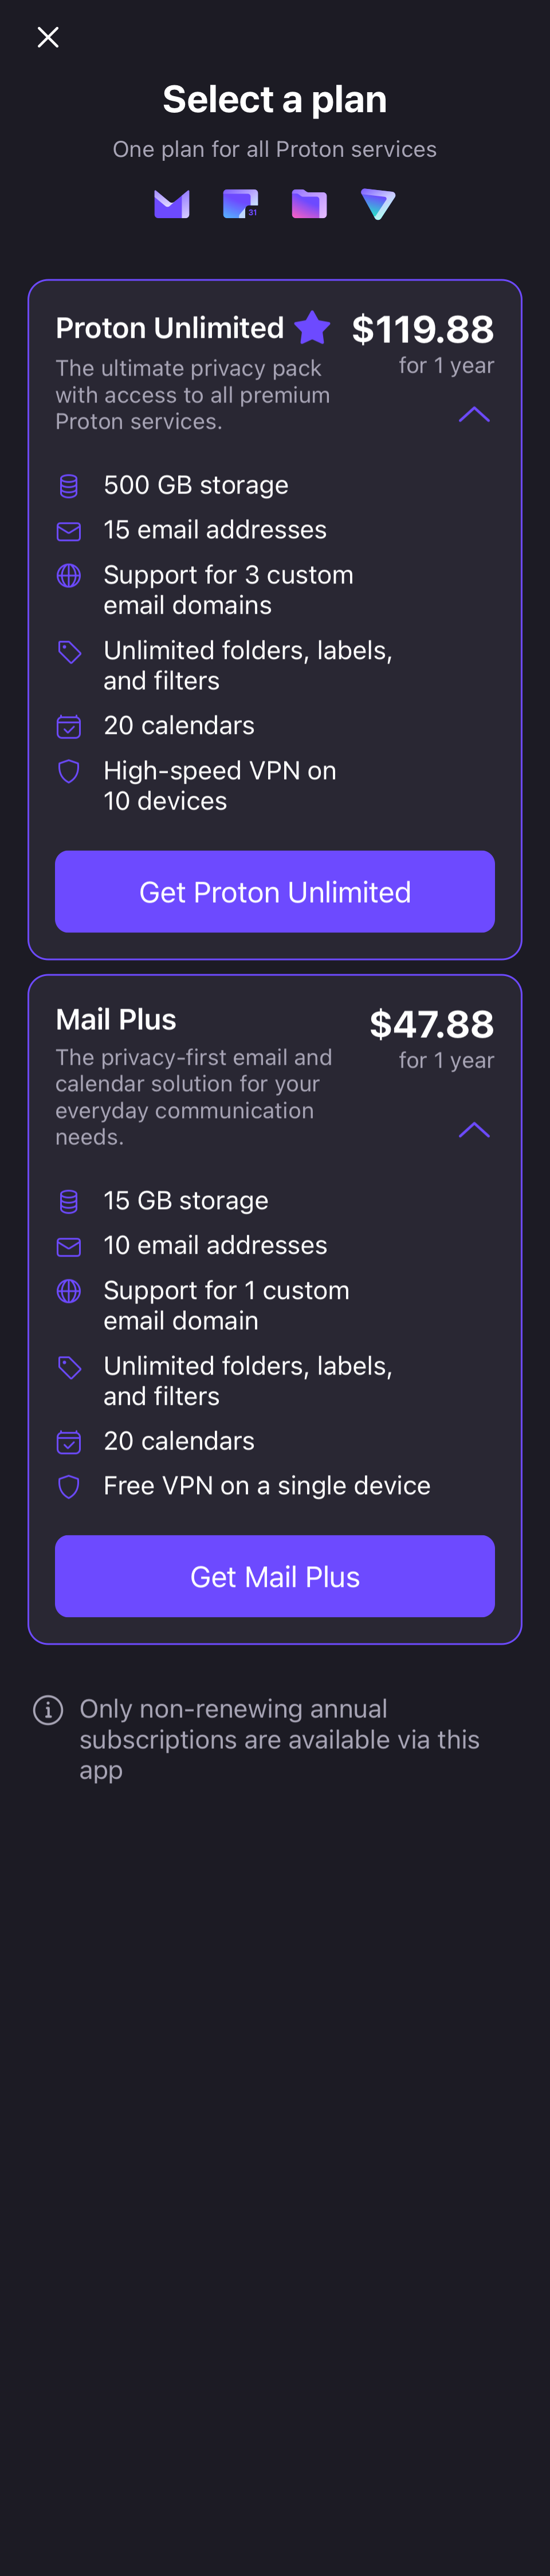 Select a plan
One plan for all Proton services
31
Proton Unlimited
$119.88
for 1 year
The ultimate privacy pack
with access to all premium
Proton services.
500 GB storage
15 email addresses
Support for 3 custom
email domains
Unlimited folders, labels,
and filters
20 calendars
High-speed VPN on
10 devices
Get Proton Unlimited
Mail Plus
$47.88
for 1 year
The privacy-first email and
calendar solution for your
everyday communication
needs.
15 GB storage
10 email addresses
Support for 1 custom
email domain
Unlimited folders, labels,
and filters
20 calendars
Free VPN on a single device
Get Mail Plus
Only non-renewing annual
subscriptions are available via this
app